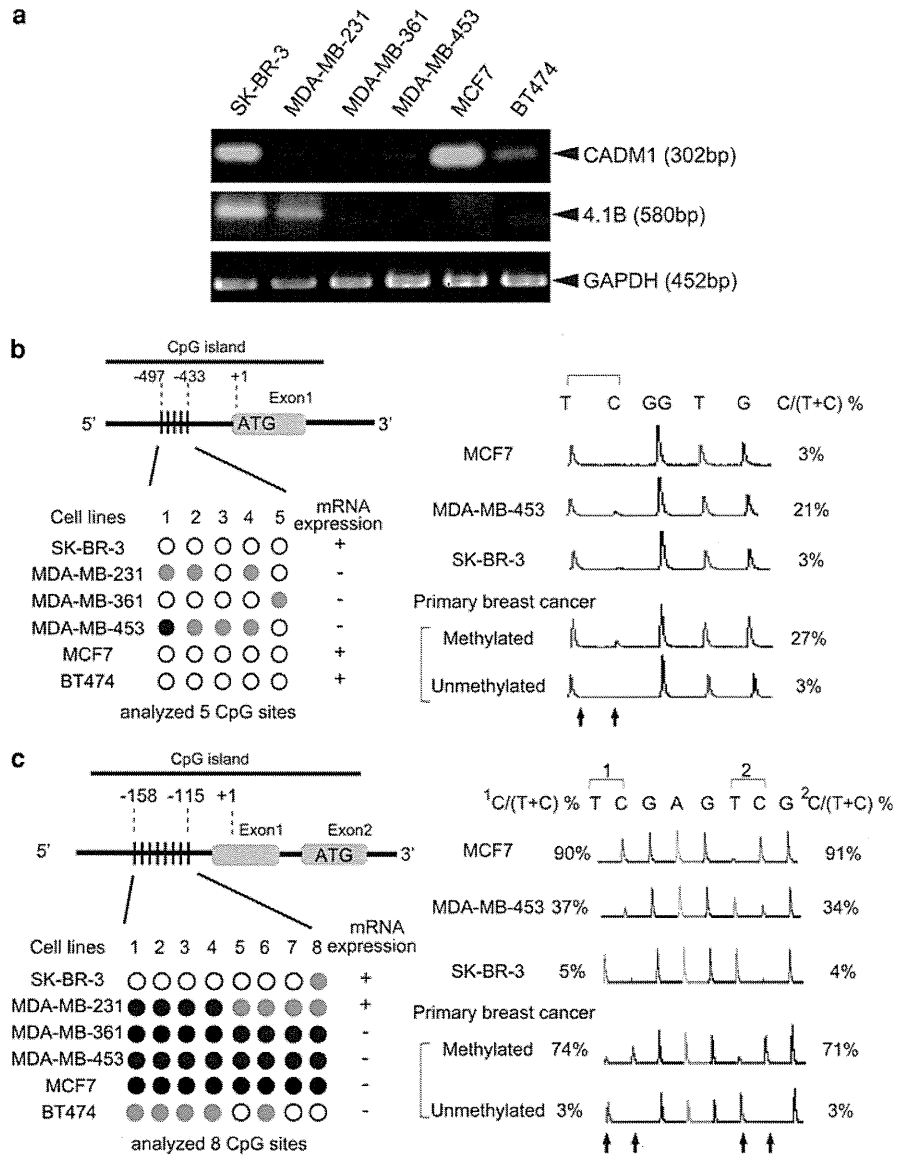 a
SK-BR-3
MDA-MB-231
MDA-MB-361
MDA-MB-453
MCF7
BT474
CADM1 (302bp)
4.1B (580bp)
GAPDH (452bp)
b
CpG island
-497 -433 +1
Exon1
5' ATG 3'
Cell lines 1 2 3 4 5 mRNA expression
SK-BR-3 +
MDA-MB-231 -
MDA-MB-361 -
MDA-MB-453 -
MCF7 +
BT474 +
analyzed 5 CpG sites
T C GG T G C/(T+C) %
MCF7 3%
MDA-MB-453 21%
SK-BR-3 3%
Primary breast cancer
Methylated 27%
Unmethylated 3%
c
CpG island
-158 -115 +1
Exon1 Exon2
5' ATG 3'
Cell lines 1 2 3 4 5 6 7 8 mRNA expression
SK-BR-3 +
MDA-MB-231 +
MDA-MB-361 -
MDA-MB-453 -
MCF7 -
BT474 -
analyzed 8 CpG sites
1 2
1C/(T+C) % T C G A G T C G 2C/(T+C) %
MCF7 90% 91%
MDA-MB-453 37% 34%
SK-BR-3 5% 4%
Primary breast cancer
Methylated 74% 71%
Unmethylated 3% 3%